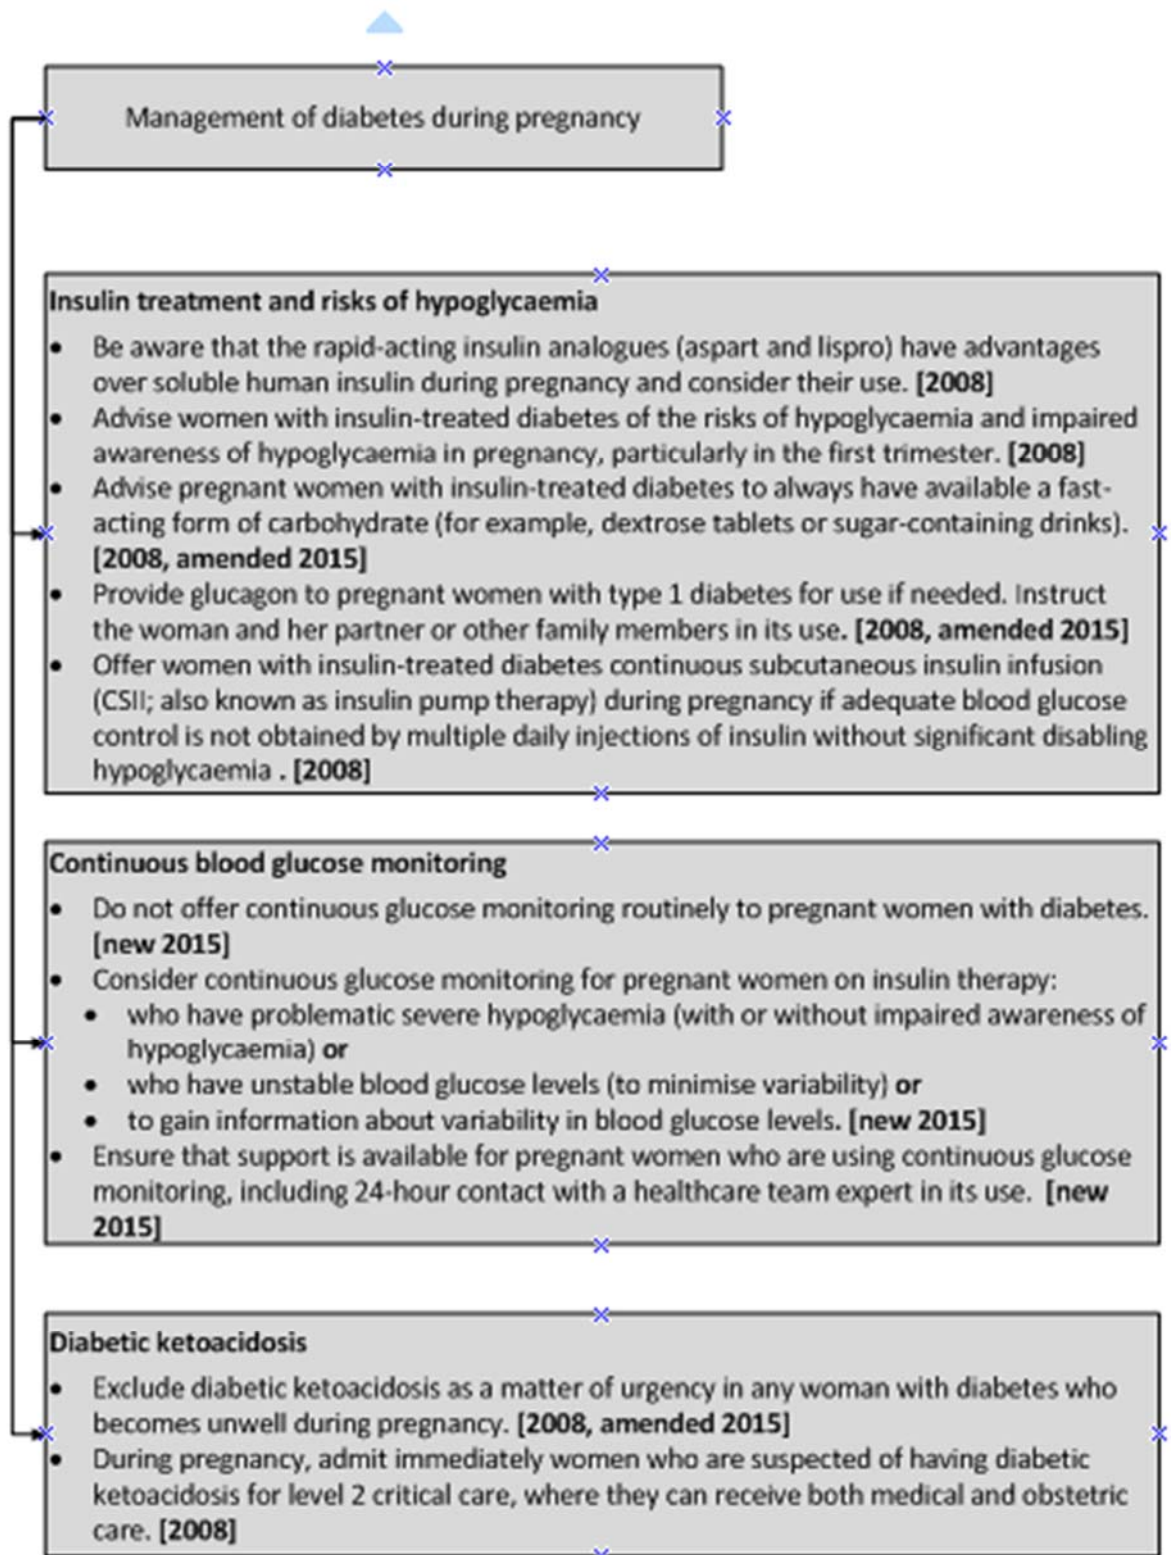 Management of diabetes during pregnancy
Insulin treatment and risks of hypoglycaemia
• Be aware that the rapid-acting insulin analogues (aspart and lispro) have advantages
over soluble human insulin during pregnancy and consider their use. [2008]
• Advise women with insulin-treated diabetes of the risks of hypoglycaemia and impaired
awareness of hypoglycaemia in pregnancy, particularly in the first trimester. [2008]
• Advise pregnant women with insulin-treated diabetes to always have available a fast-
acting form of carbohydrate (for example, dextrose tablets or sugar-containing drinks).
[2008, amended 2015]
• Provide glucagon to pregnant women with type 1 diabetes for use if needed. Instruct
the woman and her partner or other family members in its use. [2008, amended 2015]
• Offer women with insulin-treated diabetes continuous subcutaneous insulin infusion
(CSII; also known as insulin pump therapy) during pregnancy if adequate blood glucose
control is not obtained by multiple daily injections of insulin without significant disabling
hypoglycaemia . [2008]
Continuous blood glucose monitoring
• Do not offer continuous glucose monitoring routinely to pregnant women with diabetes.
[new 2015]
• Consider continuous glucose monitoring for pregnant women on insulin therapy:
• who have problematic severe hypoglycaemia (with or without impaired awareness of
hypoglycaemia) or
• who have unstable blood glucose levels (to minimise variability) or
• to gain information about variability in blood glucose levels. [new 2015]
• Ensure that support is available for pregnant women who are using continuous glucose
monitoring, including 24-hour contact with a healthcare team expert in its use. [new
2015]
Diabetic ketoacidosis
• Exclude diabetic ketoacidosis as a matter of urgency in any woman with diabetes who
becomes unwell during pregnancy. [2008, amended 2015]
• During pregnancy, admit immediately women who are suspected of having diabetic
ketoacidosis for level 2 critical care, where they can receive both medical and obstetric
care. [2008]